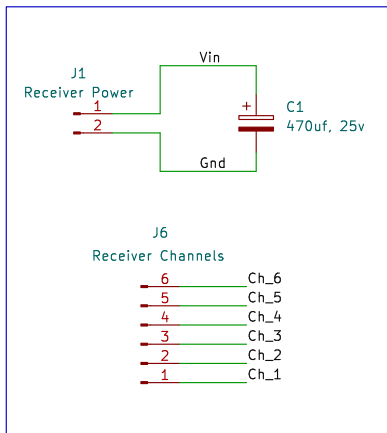 Vin
J1
Receiver Power
1
2
+
C1
470uf, 25v
Gnd
J6
Receiver Channels
6 Ch_6
5 Ch_5
4 Ch_4
3 Ch_3
2 Ch_2
1 Ch_1